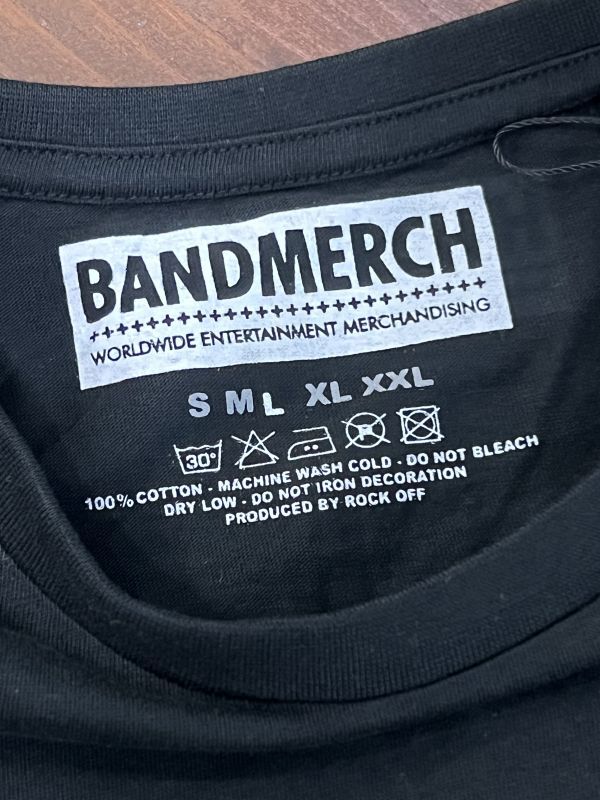 BANDMERCH
+++++++++++++++++++++++++++++
WORLDWIDE ENTERTAINMENT MERCHANDISING
S M L XL XXL
30°
100% COTTON - MACHINE WASH COLD - DO NOT BLEACH
DRY LOW - DO NOT IRON DECORATION
PRODUCED BY ROCK OFF